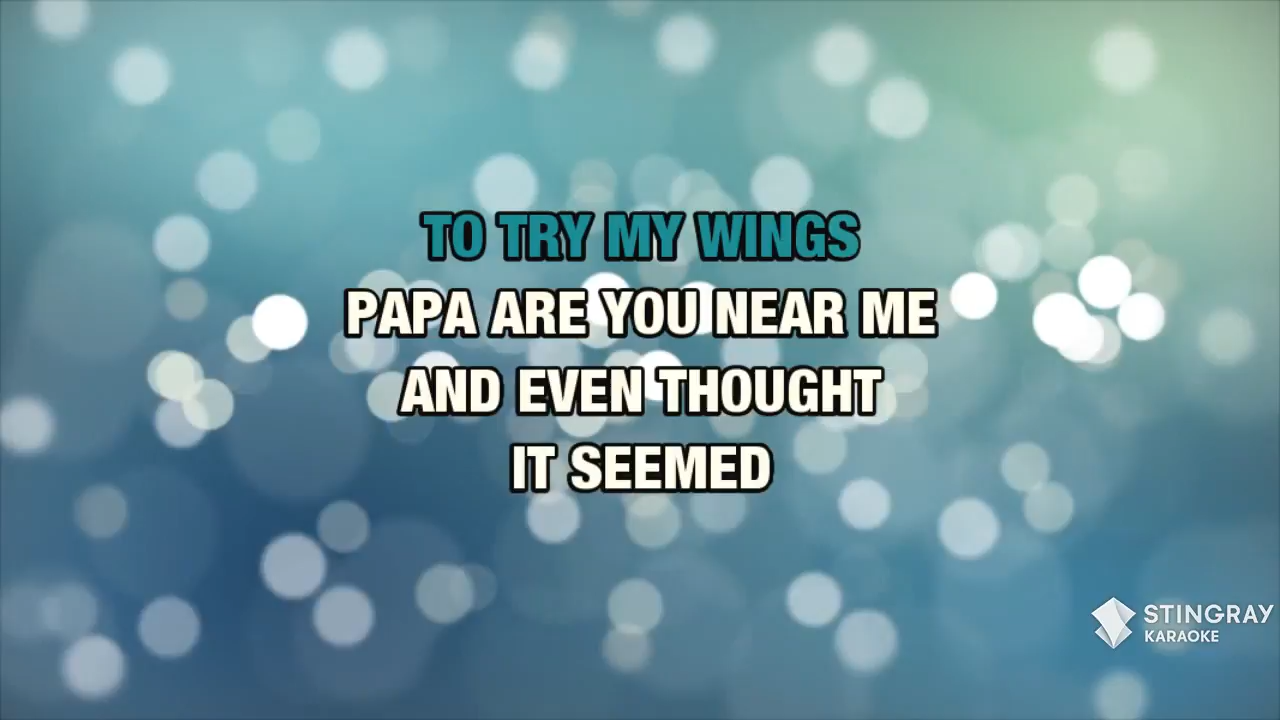 TO TRY MY WINGS
PAPA ARE YOU NEAR ME
AND EVEN THOUGHT
IT SEEMED
STINGRAY
KARAOKE